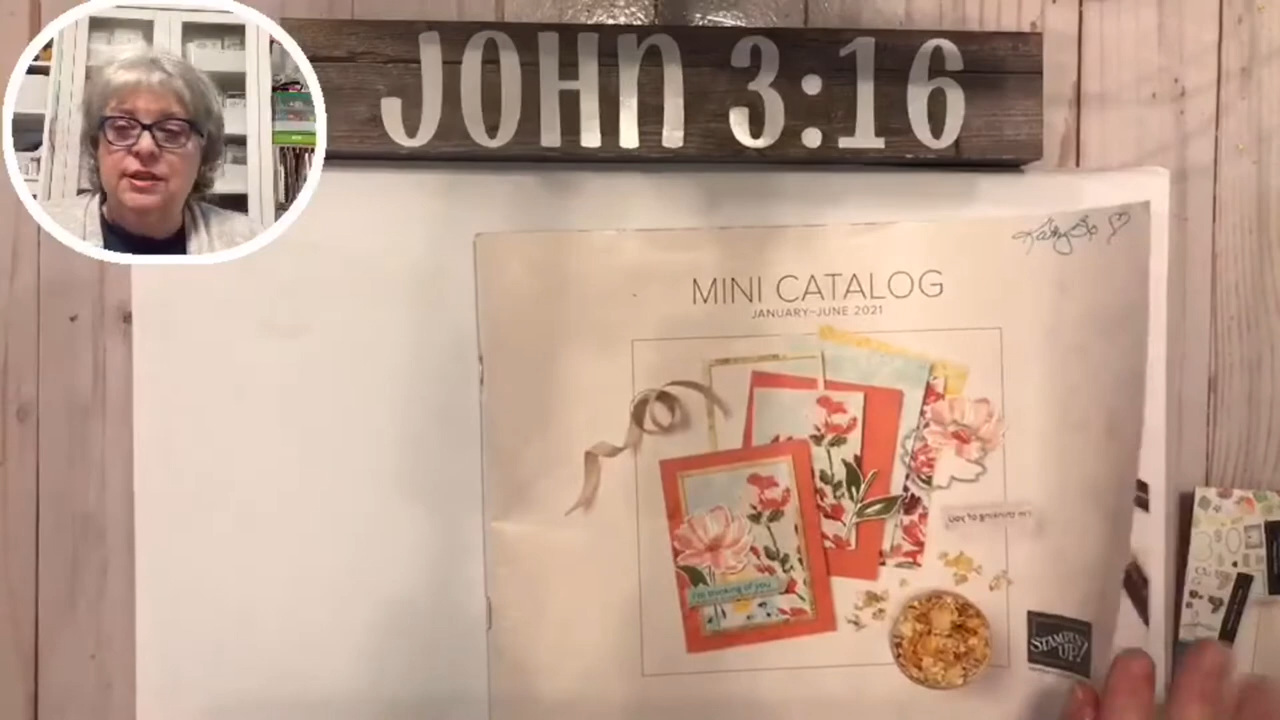 JOHN 3:16
MINI CATALOG
JANUARY–JUNE 2021
I'm thinking of you
STAMPIN' UP!